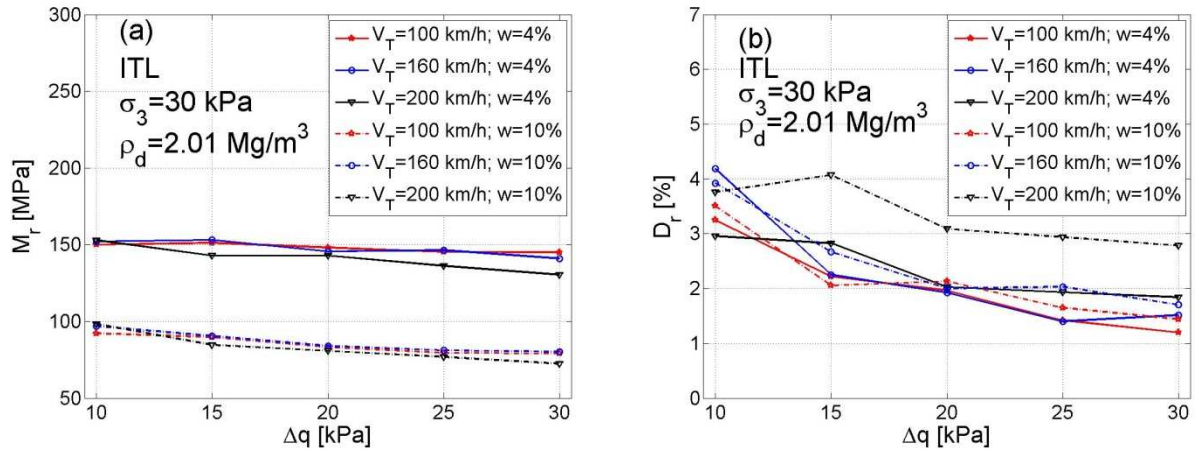 (a)
ITL
σ3=30 kPa
ρd=2.01 Mg/m3
VT=100 km/h; w=4%
VT=160 km/h; w=4%
VT=200 km/h; w=4%
VT=100 km/h; w=10%
VT=160 km/h; w=10%
VT=200 km/h; w=10%
Mr [MPa]
300
250
200
150
100
50
10 15 20 25 30
Δq [kPa]
(b)
ITL
σ3=30 kPa
ρd=2.01 Mg/m3
VT=100 km/h; w=4%
VT=160 km/h; w=4%
VT=200 km/h; w=4%
VT=100 km/h; w=10%
VT=160 km/h; w=10%
VT=200 km/h; w=10%
Dr [%]
7
6
5
4
3
2
1
0
10 15 20 25 30
Δq [kPa]